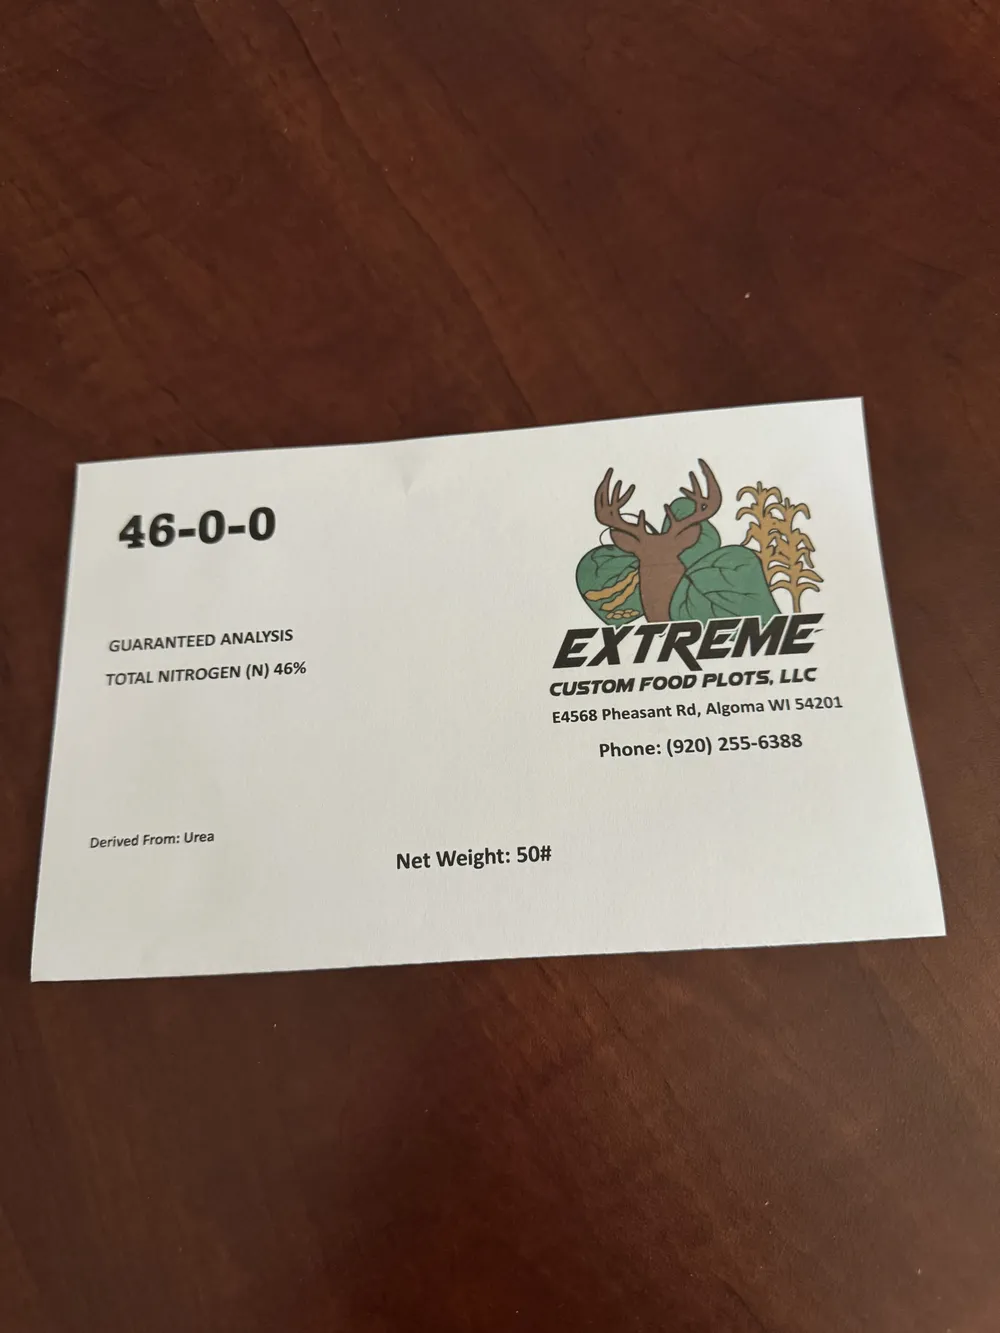 46-0-0
GUARANTEED ANALYSIS
TOTAL NITROGEN (N) 46%
Derived From: Urea
Net Weight: 50#
EXTREME
CUSTOM FOOD PLOTS, LLC
E4568 Pheasant Rd, Algoma WI 54201
Phone: (920) 255-6388